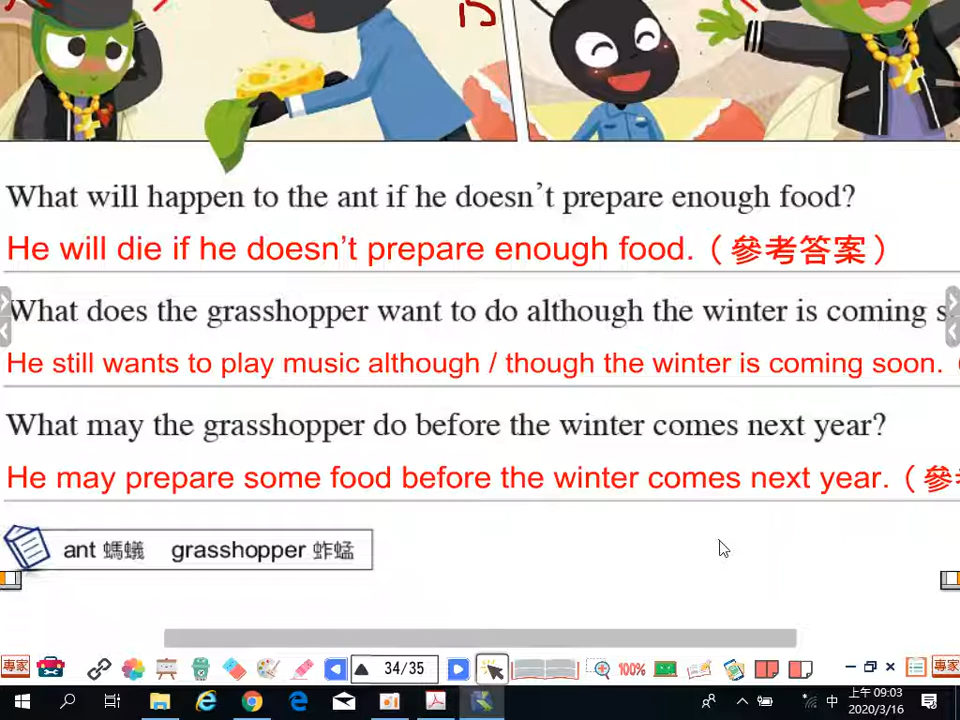 What will happen to the ant if he doesn't prepare enough food?
He will die if he doesn't prepare enough food.（參考答案）
What does the grasshopper want to do although the winter is coming s
He still wants to play music although / though the winter is coming soon.（
What may the grasshopper do before the winter comes next year?
He may prepare some food before the winter comes next year.（參考
ant 螞蟻 grasshopper 蚱蜢
專家 34/35 100% 專家
中 上午 09:03
2020/3/16